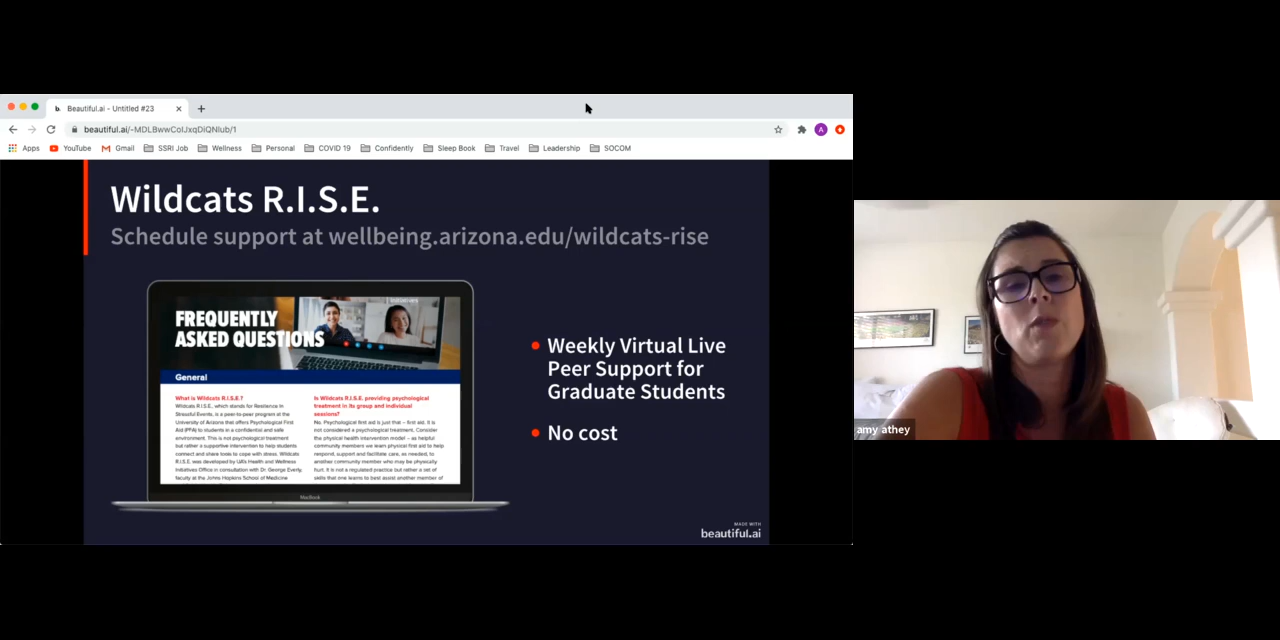 Beautiful.ai - Untitled #23
Apps YouTube Gmail SSRI Job Wellness Personal COVID 19 Confidently Sleep Book Travel Leadership SOCOM
Wildcats R.I.S.E.
Schedule support at wellbeing.arizona.edu/wildcats-rise
FREQUENTLY
ASKED QUESTIONS
General
What is Wildcats R.I.S.E.?
Wildcats R.I.S.E., which stands for Resilience in
Stressful Events, is a peer-to-peer program at the
University of Arizona that offers Psychological First
Aid (PFA) to students in a confidential and safe
environment. This is not psychological treatment
but rather a supportive intervention to help students
connect and share tools to cope with stress. Wildcats
R.I.S.E. was developed by UA's Health and Wellness
Initiatives Office in consultation with Dr. George Everly,
faculty at the Johns Hopkins School of Medicine
Is Wildcats R.I.S.E. providing psychological
treatment in its group and individual
sessions?
No. Psychological first aid is just that – first aid. It is
not considered a psychological treatment. Consider
the physical health intervention model – as helpful
community members we learn physical first aid to help
respond, support and facilitate care, as needed, to
another community member who may be physically
hurt. It is not a regulated practice but rather a set of
skills that one learns to best assist another member of
MacBook
Weekly Virtual Live
Peer Support for
Graduate Students
No cost
MADE WITH
beautiful.ai
amy athey